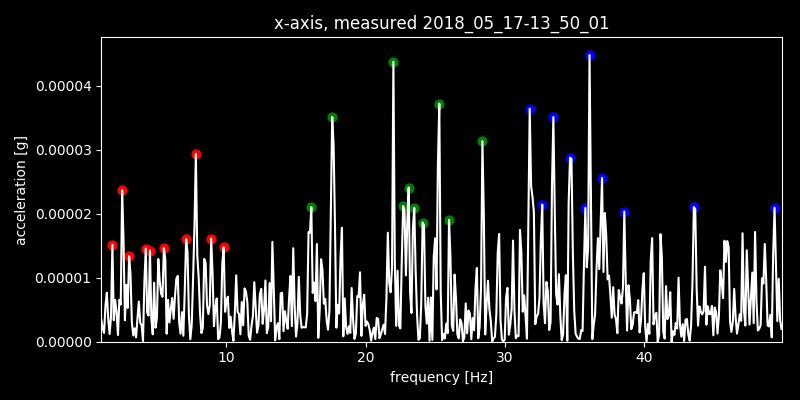 x-axis, measured 2018_05_17-13_50_01
0.00004
0.00003
0.00002
0.00001
0.00000
acceleration [g]
10 20 30 40
frequency [Hz]